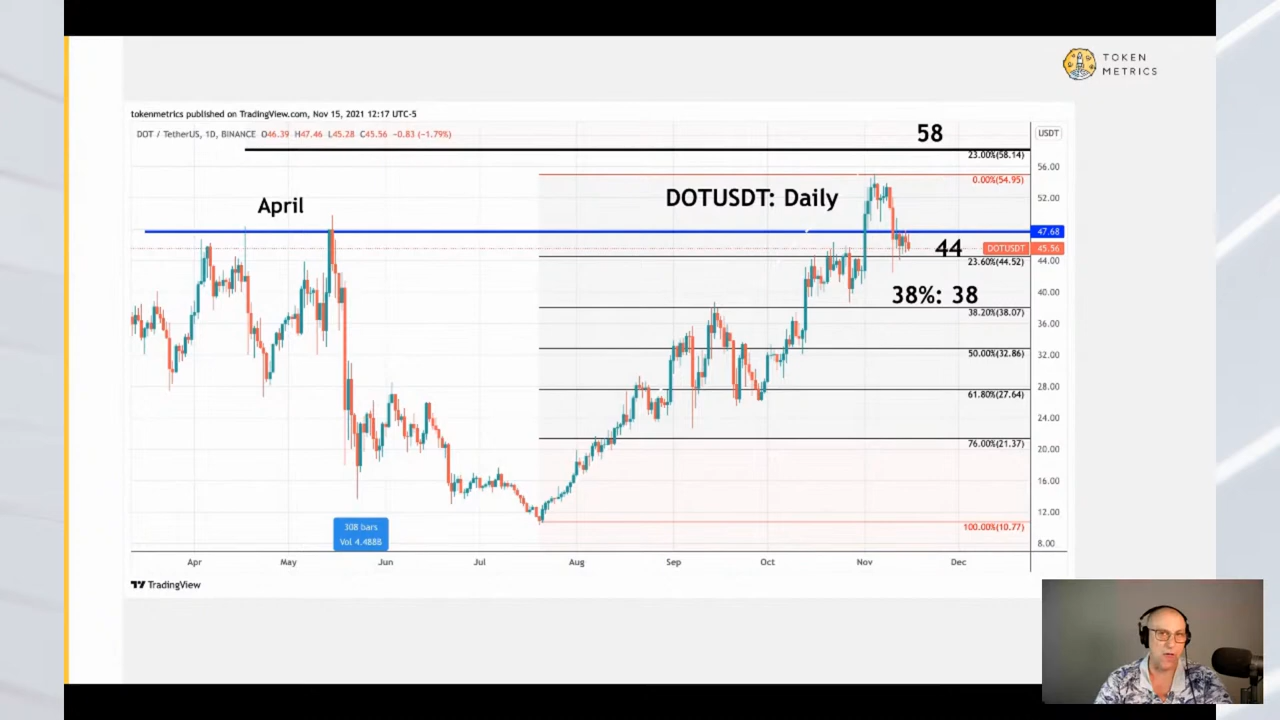 TOKEN
METRICS
tokenmetrics published on TradingView.com, Nov 15, 2021 12:17 UTC-5
DOT / TetherUS, 1D, BINANCE O46.39 H47.46 L45.28 C45.56 −0.83 (−1.79%)
USDT
58
23.00%(58.14)
56.00
0.00%(54.95)
DOTUSDT: Daily
52.00
April
47.68
44
DOTUSDT 45.56
23.60%(44.52)
44.00
38%: 38
40.00
38.20%(38.07)
36.00
50.00%(32.86)
32.00
61.80%(27.64)
28.00
24.00
76.00%(21.37)
20.00
16.00
12.00
100.00%(10.77)
308 bars
Vol 4.488B
8.00
Apr May Jun Jul Aug Sep Oct Nov Dec
TradingView